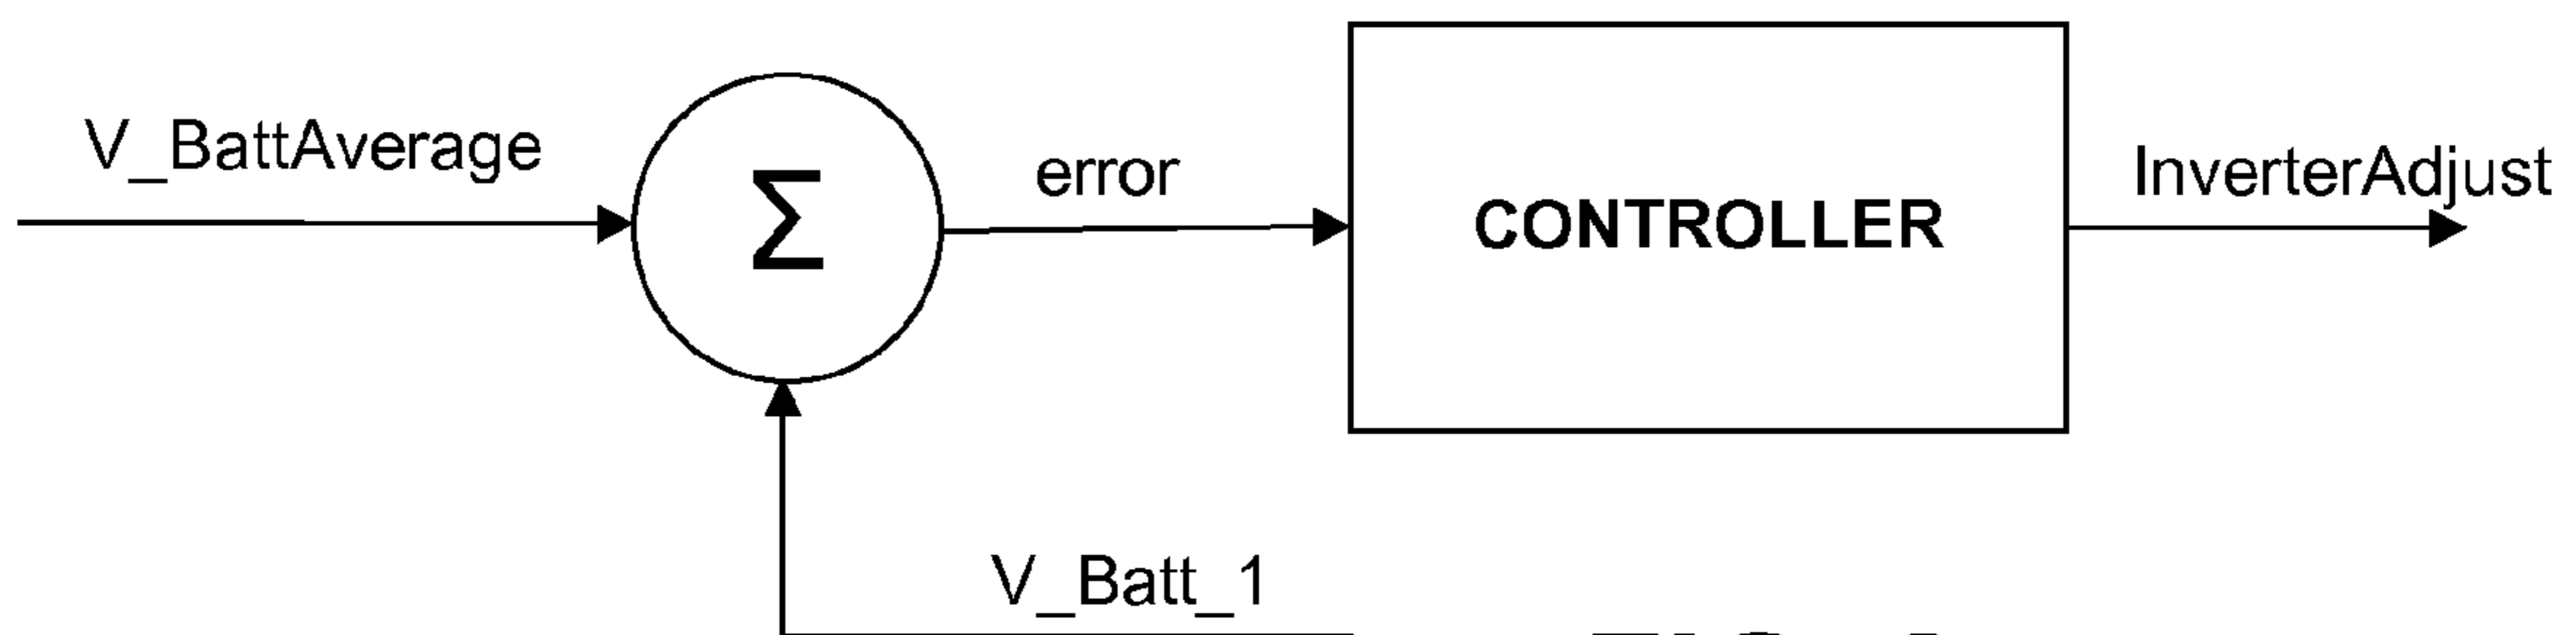 V_BattAverage
Σ
error
CONTROLLER
InverterAdjust
V_Batt_1